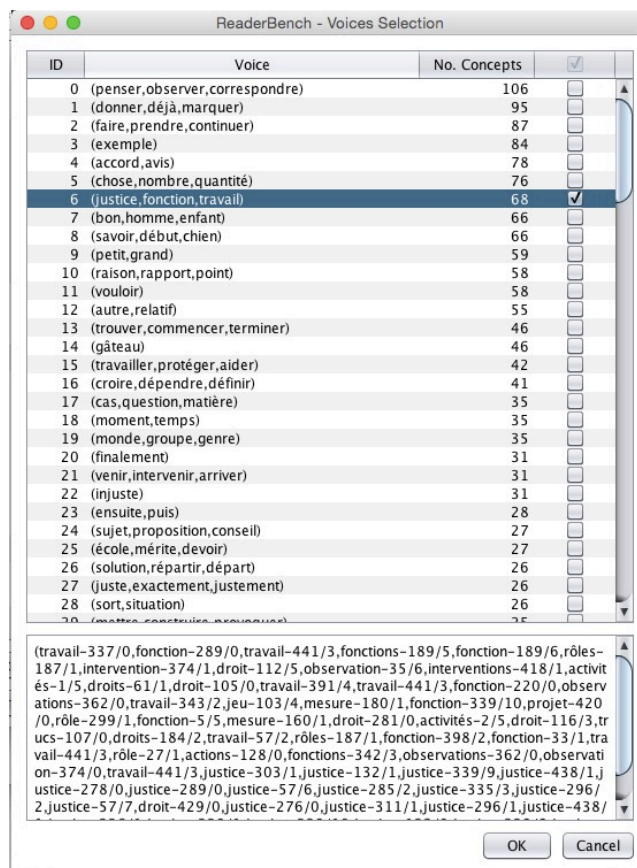 ReaderBench - Voices Selection
ID Voice No. Concepts
0 (penser,observer,correspondre) 106
1 (donner,déjà,marquer) 95
2 (faire,prendre,continuer) 87
3 (exemple) 84
4 (accord,avis) 78
5 (chose,nombre,quantité) 76
6 (justice,fonction,travail) 68
7 (bon,homme,enfant) 66
8 (savoir,début,chien) 66
9 (petit,grand) 59
10 (raison,rapport,point) 58
11 (vouloir) 58
12 (autre,relatif) 55
13 (trouver,commencer,terminer) 46
14 (gâteau) 46
15 (travailler,protéger,aider) 42
16 (croire,dépendre,définir) 41
17 (cas,question,matière) 35
18 (moment,temps) 35
19 (monde,groupe,genre) 35
20 (finalement) 31
21 (venir,intervenir,arriver) 31
22 (injuste) 31
23 (ensuite,puis) 28
24 (sujet,proposition,conseil) 27
25 (école,mérite,devoir) 27
26 (solution,répartir,départ) 26
27 (juste,exactement,justement) 26
28 (sort,situation) 26
(travail-337/0,fonction-289/0,travail-441/3,fonctions-189/5,fonction-189/6,rôles-
187/1,intervention-374/1,droit-112/5,observation-35/6,interventions-418/1,activit
és-1/5,droits-61/1,droit-105/0,travail-391/4,travail-441/3,fonction-220/0,observ
ations-362/0,travail-343/2,jeu-103/4,mesure-180/1,fonction-339/10,projet-420
/0,rôle-299/1,fonction-5/5,mesure-160/1,droit-281/0,activités-2/5,droit-116/3,tr
ucs-107/0,droits-184/2,travail-57/2,rôles-187/1,fonction-398/2,fonction-33/1,tra
vail-441/3,rôle-27/1,actions-128/0,fonctions-342/3,observations-362/0,observati
on-374/0,travail-441/3,justice-303/1,justice-132/1,justice-339/9,justice-438/1,j
ustice-278/0,justice-289/0,justice-57/6,justice-285/2,justice-335/3,justice-296/
2,justice-57/7,droit-429/0,justice-276/0,justice-311/1,justice-296/1,justice-438/
OK Cancel